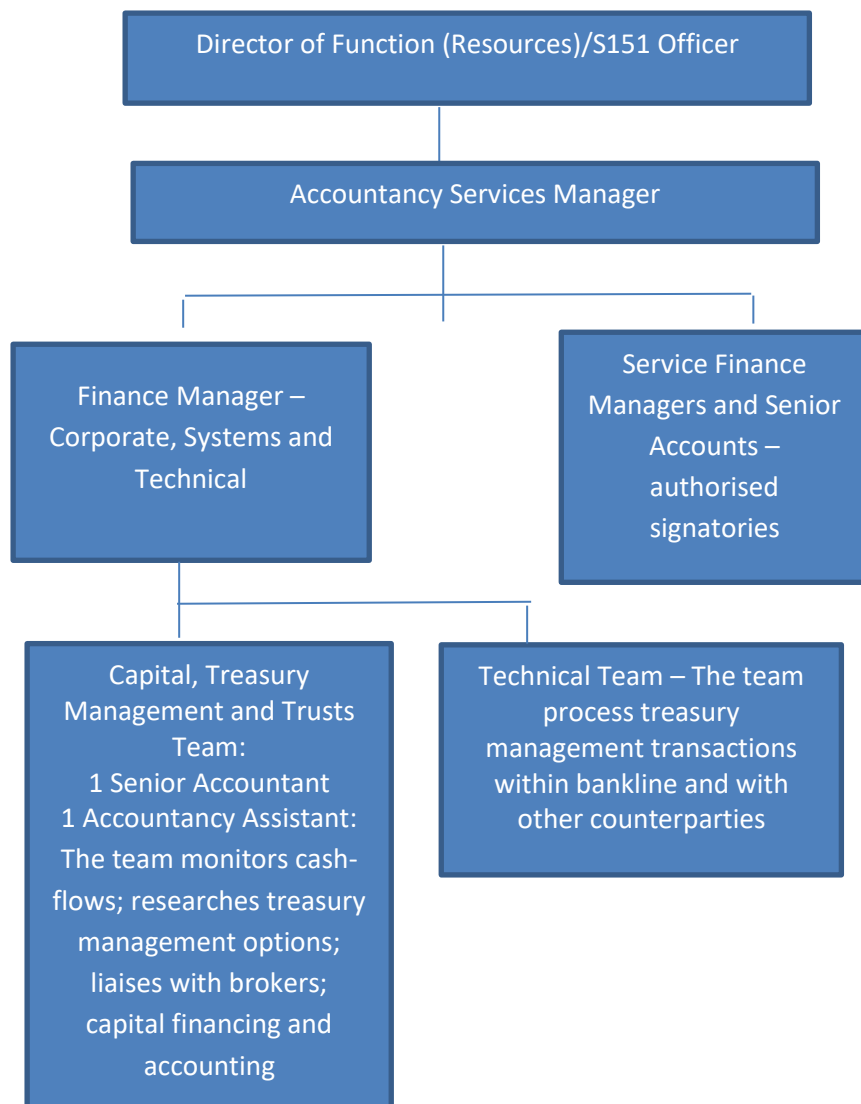 Director of Function (Resources)/S151 Officer
Accountancy Services Manager
Finance Manager –
Corporate, Systems and
Technical
Service Finance
Managers and Senior
Accounts –
authorised
signatories
Capital, Treasury
Management and Trusts
Team:
1 Senior Accountant
1 Accountancy Assistant:
The team monitors cash-
flows; researches treasury
management options;
liaises with brokers;
capital financing and
accounting
Technical Team – The team
process treasury
management transactions
within bankline and with
other counterparties